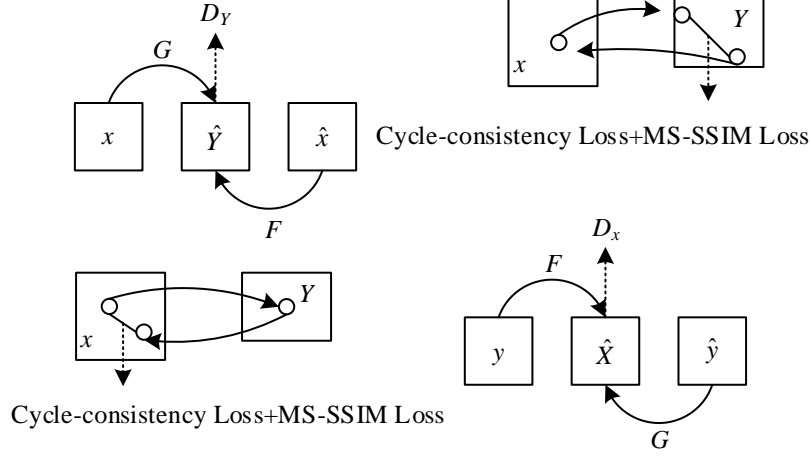 D_Y
G
x
Ŷ
x̂
F
x
Y
Cycle-consistency Loss+MS-SSIM Loss
x
Y
Cycle-consistency Loss+MS-SSIM Loss
D_x
F
y
X̂
ŷ
G